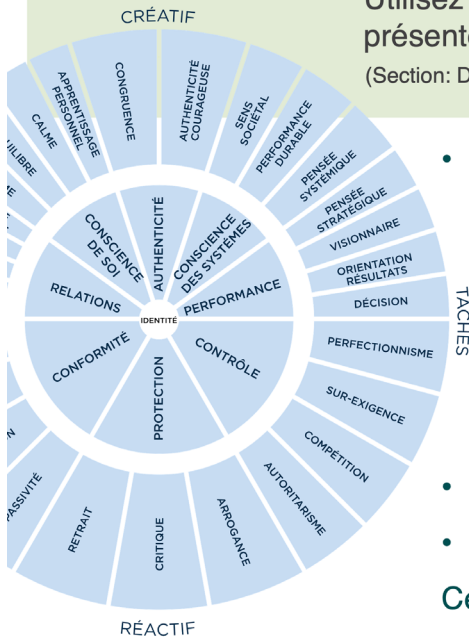 Utilisez
présente
(Section: D
CRÉATIF
CALME
APPRENTISSAGE
PERSONNEL
CONGRUENCE
AUTHENTICITÉ
COURAGEUSE
SENS
SOCIÉTAL
PERFORMANCE
DURABLE
PENSÉE
SYSTÉMIQUE
PENSÉE
STRATÉGIQUE
VISIONNAIRE
ORIENTATION
RÉSULTATS
DÉCISION
TÂCHES
PERFECTIONNISME
SUR-EXIGENCE
COMPÉTITION
AUTORITARISME
ARROGANCE
CRITIQUE
RETRAIT
PASSIVITÉ
RELATIONS
CONSCIENCE
DE SOI
AUTHENTICITÉ
CONSCIENCE
DES SYSTÈMES
PERFORMANCE
IDENTITÉ
CONFORMITÉ
PROTECTION
CONTRÔLE
RÉACTIF
Ce